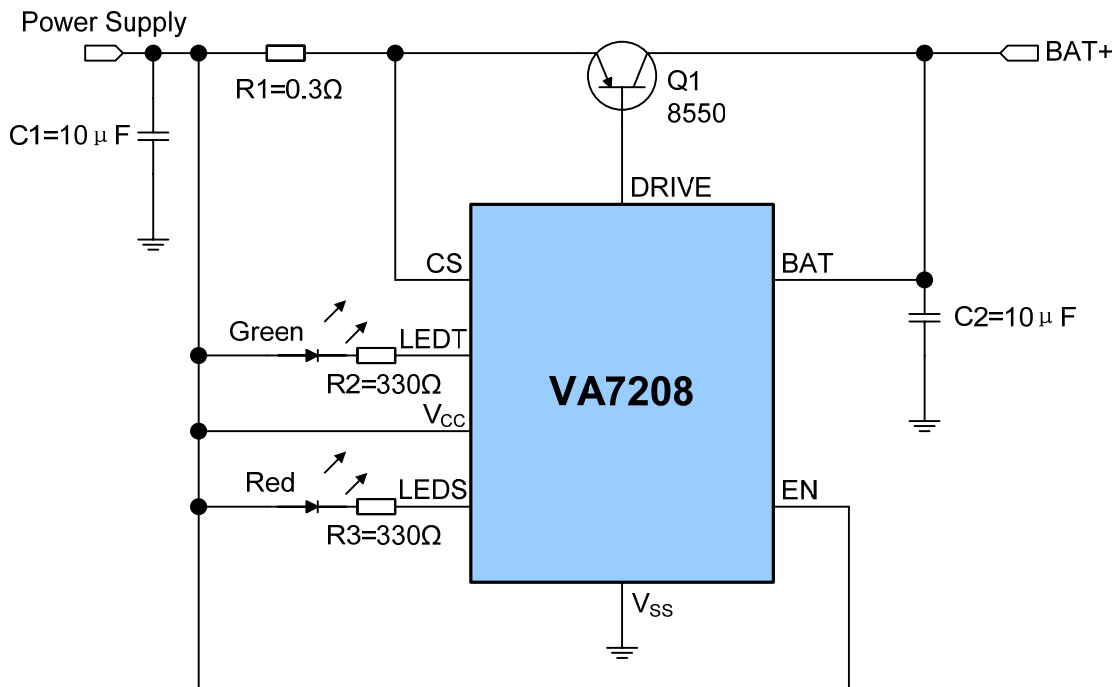 Power Supply
BAT+
R1=0.3Ω
Q1
8550
C1=10μF
DRIVE
CS
BAT
C2=10μF
Green
LEDT
R2=330Ω
VA7208
VCC
Red
LEDS
EN
R3=330Ω
VSS